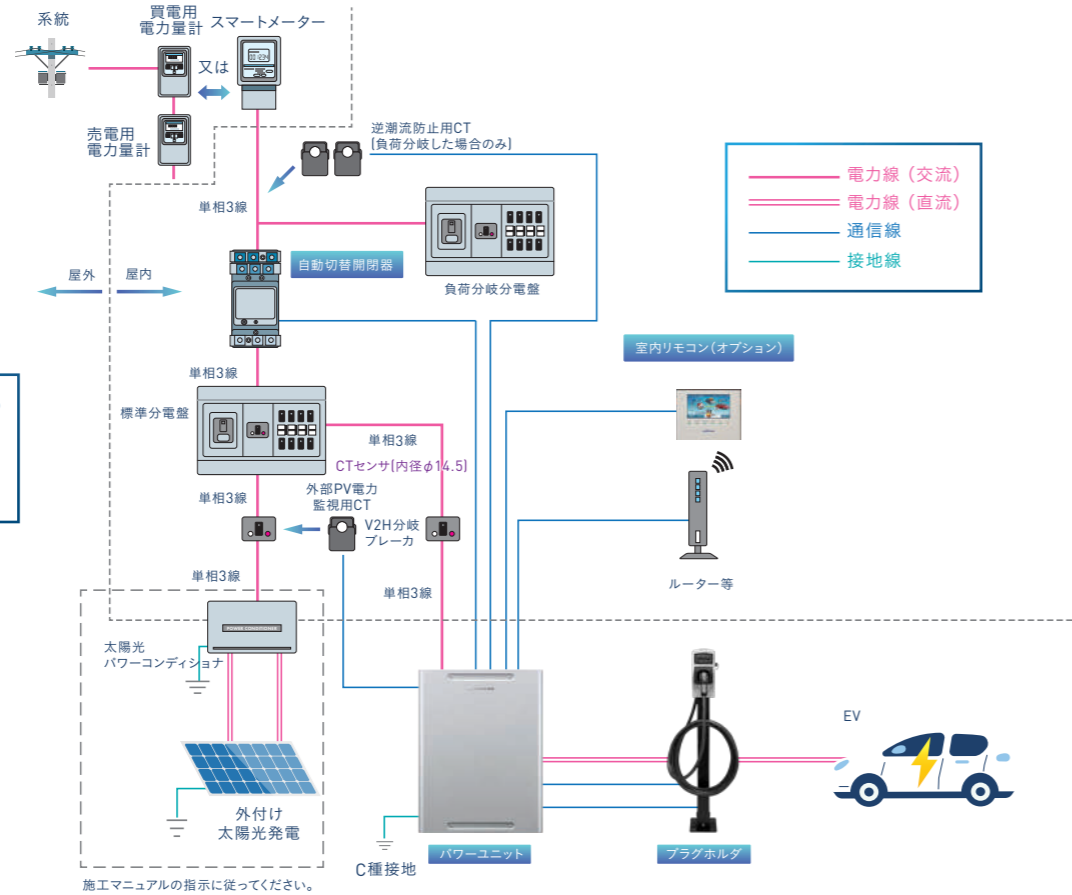 系統
買電用
電力量計
スマートメーター
又は
売電用
電力量計
逆潮流防止用CT
(負荷分岐した場合のみ)
電力線（交流）
電力線（直流）
通信線
接地線
単相3線
自動切替開閉器
負荷分岐分電盤
屋外
屋内
室内リモコン(オプション)
単相3線
標準分電盤
単相3線
CTセンサ(内径φ14.5)
単相3線
外部PV電力
監視用CT
V2H分岐
ブレーカ
ルーター等
単相3線
単相3線
POWER CONDITIONER
太陽光
パワーコンディショナ
EV
外付け
太陽光発電
C種接地
パワーユニット
プラグホルダ
施工マニュアルの指示に従ってください。